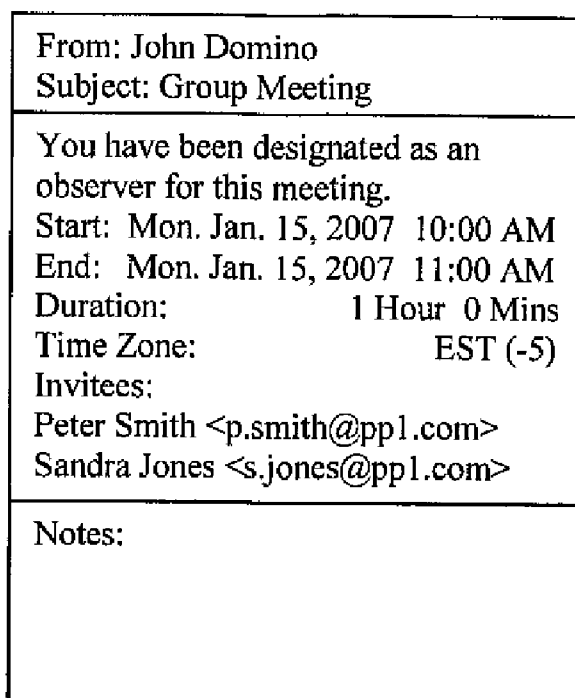 From: John Domino
Subject: Group Meeting
You have been designated as an
observer for this meeting.
Start: Mon. Jan. 15, 2007 10:00 AM
End: Mon. Jan. 15, 2007 11:00 AM
Duration: 1 Hour 0 Mins
Time Zone: EST (-5)
Invitees:
Peter Smith <p.smith@pp1.com>
Sandra Jones <s.jones@pp1.com>
Notes: